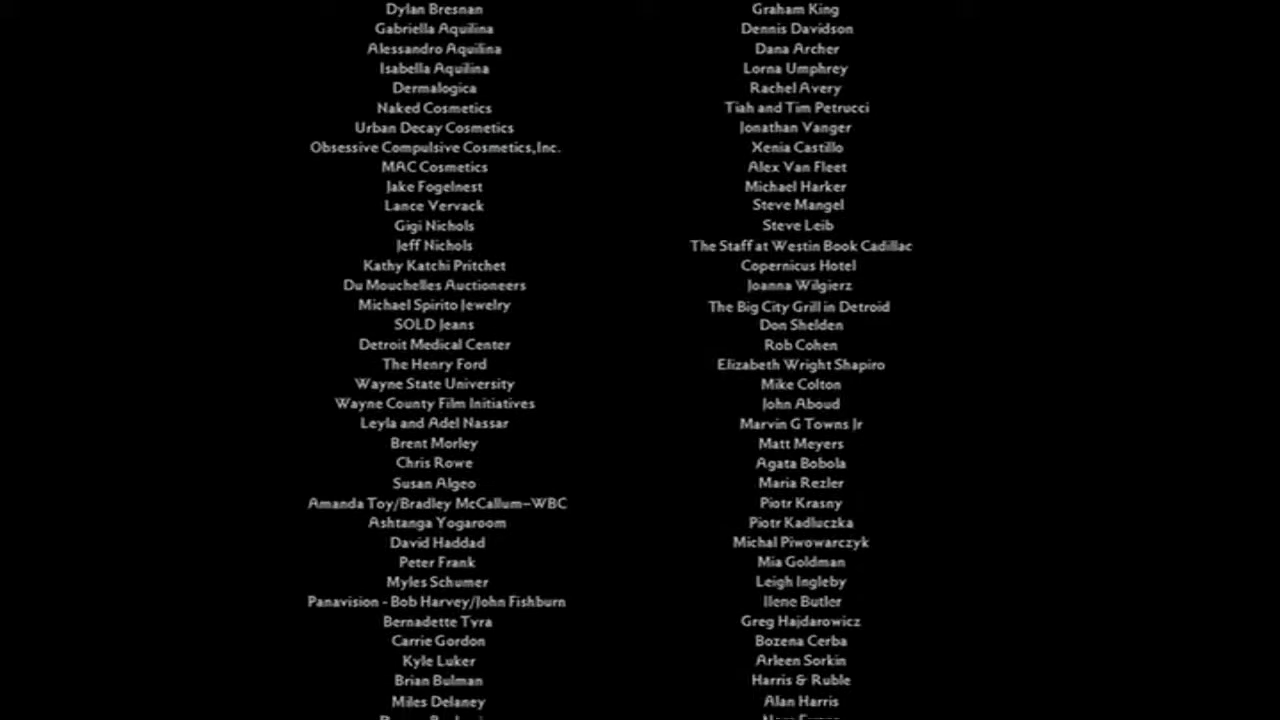 Dylan Bresnan
Gabriella Aquilina
Alessandro Aquilina
Isabella Aquilina
Dermalogica
Naked Cosmetics
Urban Decay Cosmetics
Obsessive Compulsive Cosmetics,Inc.
MAC Cosmetics
Jake Fogelnest
Lance Vervack
Gigi Nichols
Jeff Nichols
Kathy Katchi Pritchet
Du Mouchelles Auctioneers
Michael Spirito Jewelry
SOLD Jeans
Detroit Medical Center
The Henry Ford
Wayne State University
Wayne County Film Initiatives
Leyla and Adel Nassar
Brent Morley
Chris Rowe
Susan Algeo
Amanda Toy/Bradley McCallum-WBC
Ashtanga Yogaroom
David Haddad
Peter Frank
Myles Schumer
Panavision - Bob Harvey/John Fishburn
Bernadette Tyra
Carrie Gordon
Kyle Luker
Brian Bulman
Miles Delaney
Graham King
Dennis Davidson
Dana Archer
Lorna Umphrey
Rachel Avery
Tiah and Tim Petrucci
Jonathan Vanger
Xenia Castillo
Alex Van Fleet
Michael Harker
Steve Mangel
Steve Leib
The Staff at Westin Book Cadillac
Copernicus Hotel
Joanna Wilgierz
The Big City Grill in Detroid
Don Shelden
Rob Cohen
Elizabeth Wright Shapiro
Mike Colton
John Aboud
Marvin G Towns Jr
Matt Meyers
Agata Bobola
Maria Rezler
Piotr Krasny
Piotr Kadluczka
Michal Piwowarczyk
Mia Goldman
Leigh Ingleby
Ilene Butler
Greg Hajdarowicz
Bozena Cerba
Arleen Sorkin
Harris & Ruble
Alan Harris